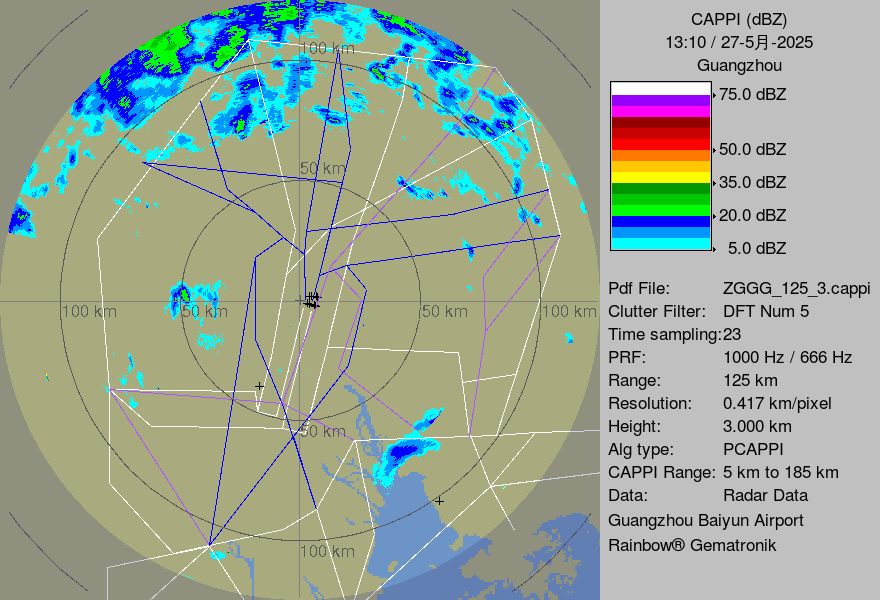 100 km
50 km
100 km
50 km
50 km
100 km
50 km
100 km
CAPPI (dBZ)
13:10 / 27-5月-2025
Guangzhou
75.0 dBZ
50.0 dBZ
35.0 dBZ
20.0 dBZ
5.0 dBZ
Pdf File: ZGGG_125_3.cappi
Clutter Filter: DFT Num 5
Time sampling:23
PRF: 1000 Hz / 666 Hz
Range: 125 km
Resolution: 0.417 km/pixel
Height: 3.000 km
Alg type: PCAPPI
CAPPI Range: 5 km to 185 km
Data: Radar Data
Guangzhou Baiyun Airport
Rainbow® Gematronik